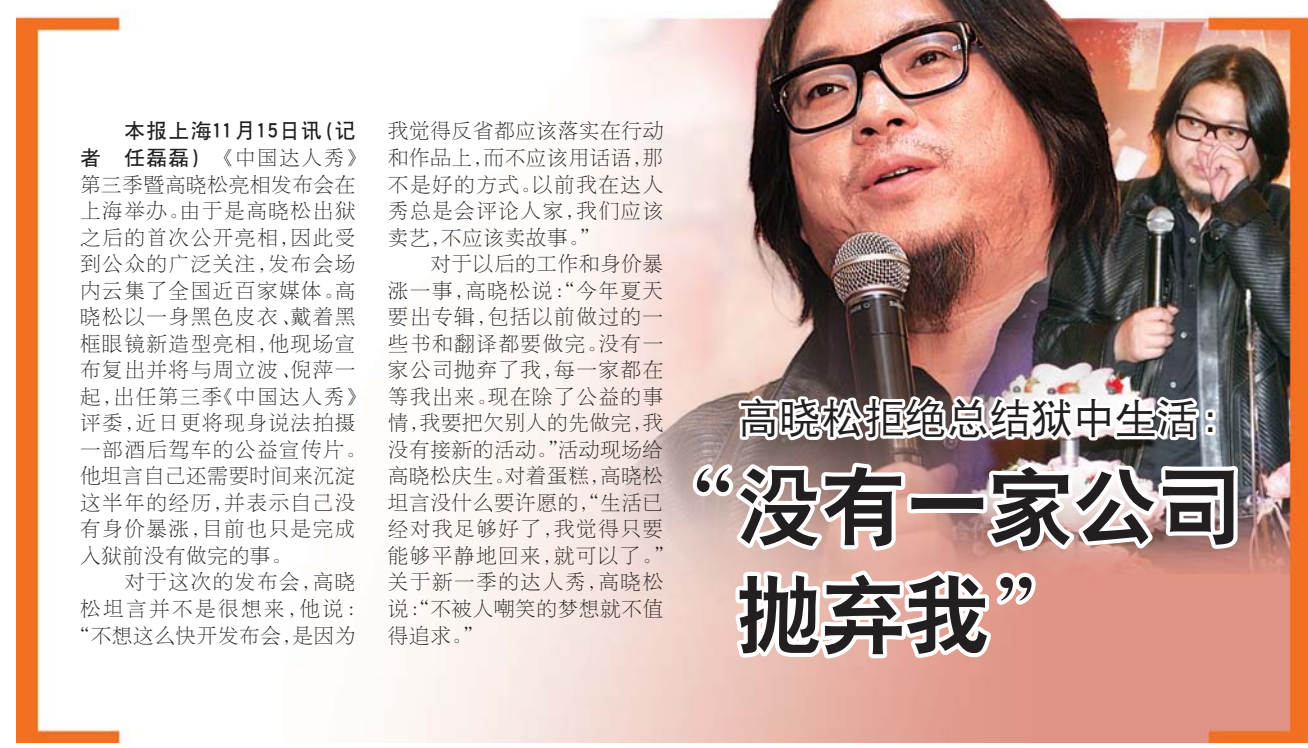 本报上海11月15日讯(记
者　任磊磊)　《中国达人秀》
第三季暨高晓松亮相发布会在
上海举办。由于是高晓松出狱
之后的首次公开亮相,因此受
到公众的广泛关注,发布会场
内云集了全国近百家媒体。高
晓松以一身黑色皮衣、戴着黑
框眼镜新造型亮相,他现场宣
布复出并将与周立波、倪萍一
起,出任第三季《中国达人秀》
评委,近日更将现身说法拍摄
一部酒后驾车的公益宣传片。
他坦言自己还需要时间来沉淀
这半年的经历,并表示自己没
有身价暴涨,目前也只是完成
入狱前没有做完的事。
对于这次的发布会,高晓
松坦言并不是很想来,他说:
“不想这么快开发布会,是因为
我觉得反省都应该落实在行动
和作品上,而不应该用话语,那
不是好的方式。以前我在达人
秀总是会评论人家,我们应该
卖艺,不应该卖故事。”
对于以后的工作和身价暴
涨一事,高晓松说:“今年夏天
要出专辑,包括以前做过的一
些书和翻译都要做完。没有一
家公司抛弃了我,每一家都在
等我出来。现在除了公益的事
情,我要把欠别人的先做完,我
没有接新的活动。”活动现场给
高晓松庆生。对着蛋糕,高晓松
坦言没什么要许愿的,“生活已
经对我足够好了,我觉得只要
能够平静地回来,就可以了。”
关于新一季的达人秀,高晓松
说:“不被人嘲笑的梦想就不值
得追求。”
高晓松拒绝总结狱中生活:
“没有一家公司
抛弃我”